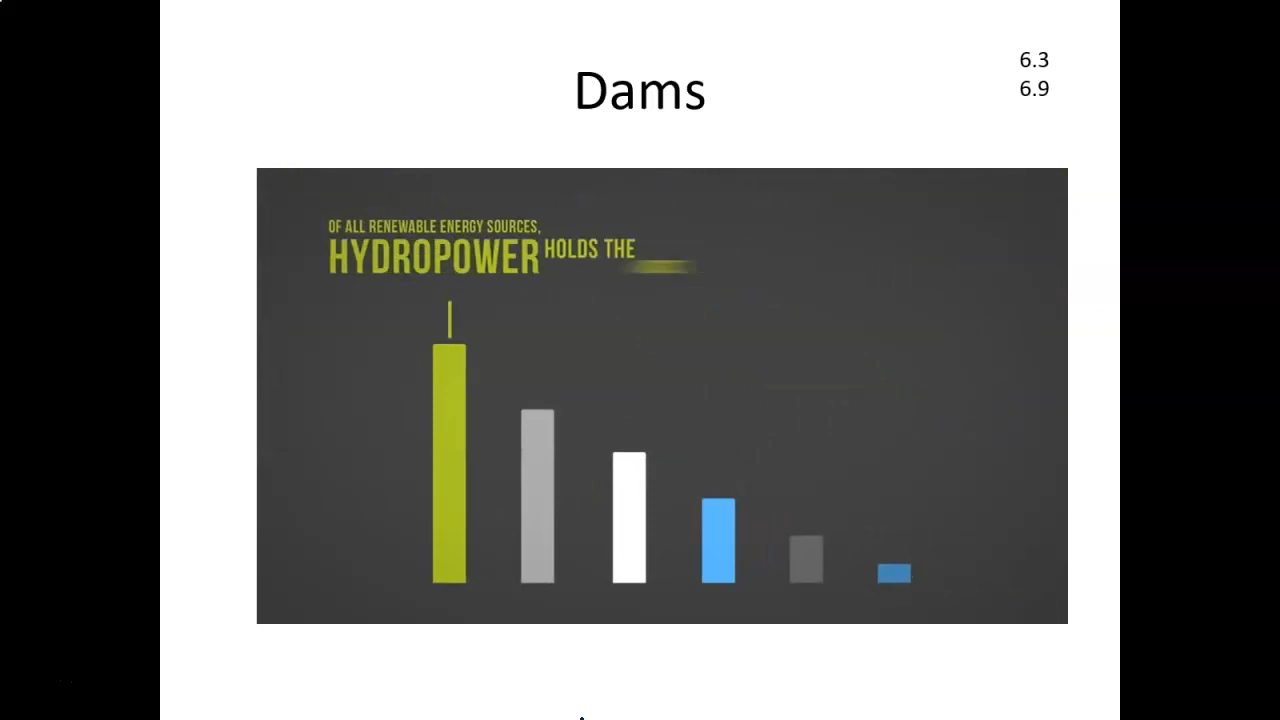 Dams
6.3
6.9
OF ALL RENEWABLE ENERGY SOURCES,
HYDROPOWER HOLDS THE